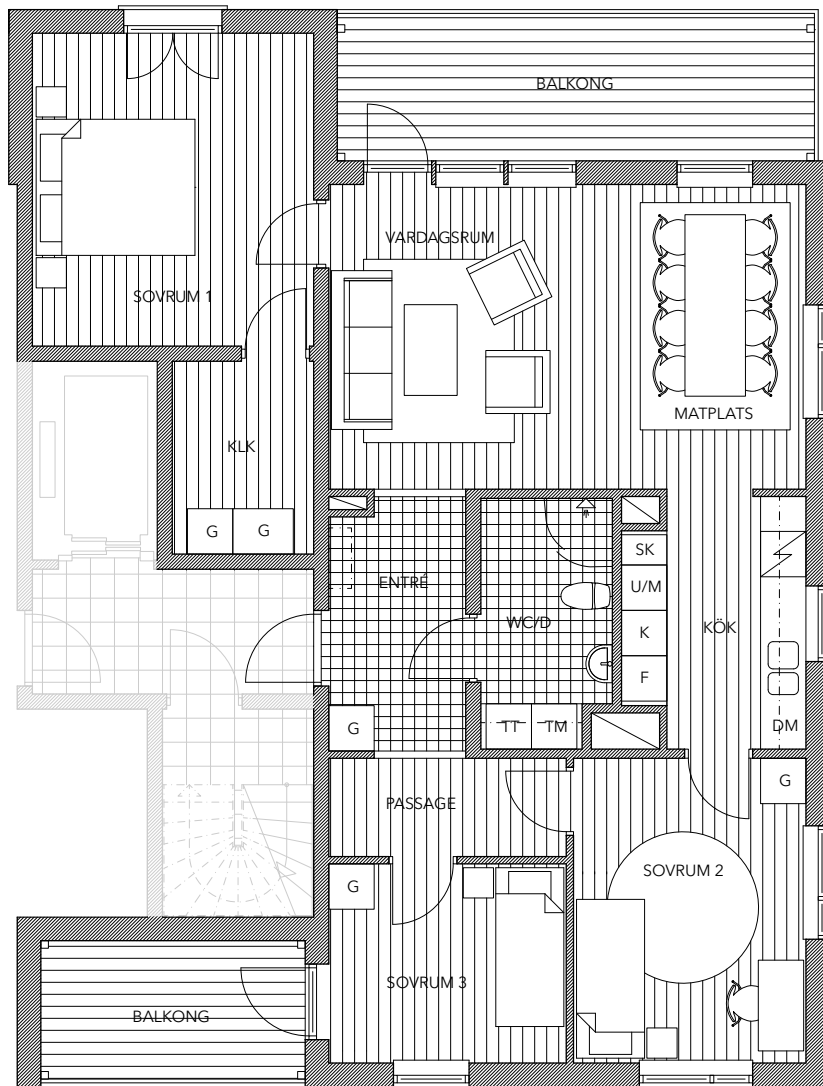 BALKONG
VARDAGSRUM
SOVRUM 1
MATPLATS
KLK
G G
SK
ENTRÉ
U/M
WC/D
KÖK
K
F
G
TT TM
DM
G
PASSAGE
SOVRUM 2
G
SOVRUM 3
BALKONG